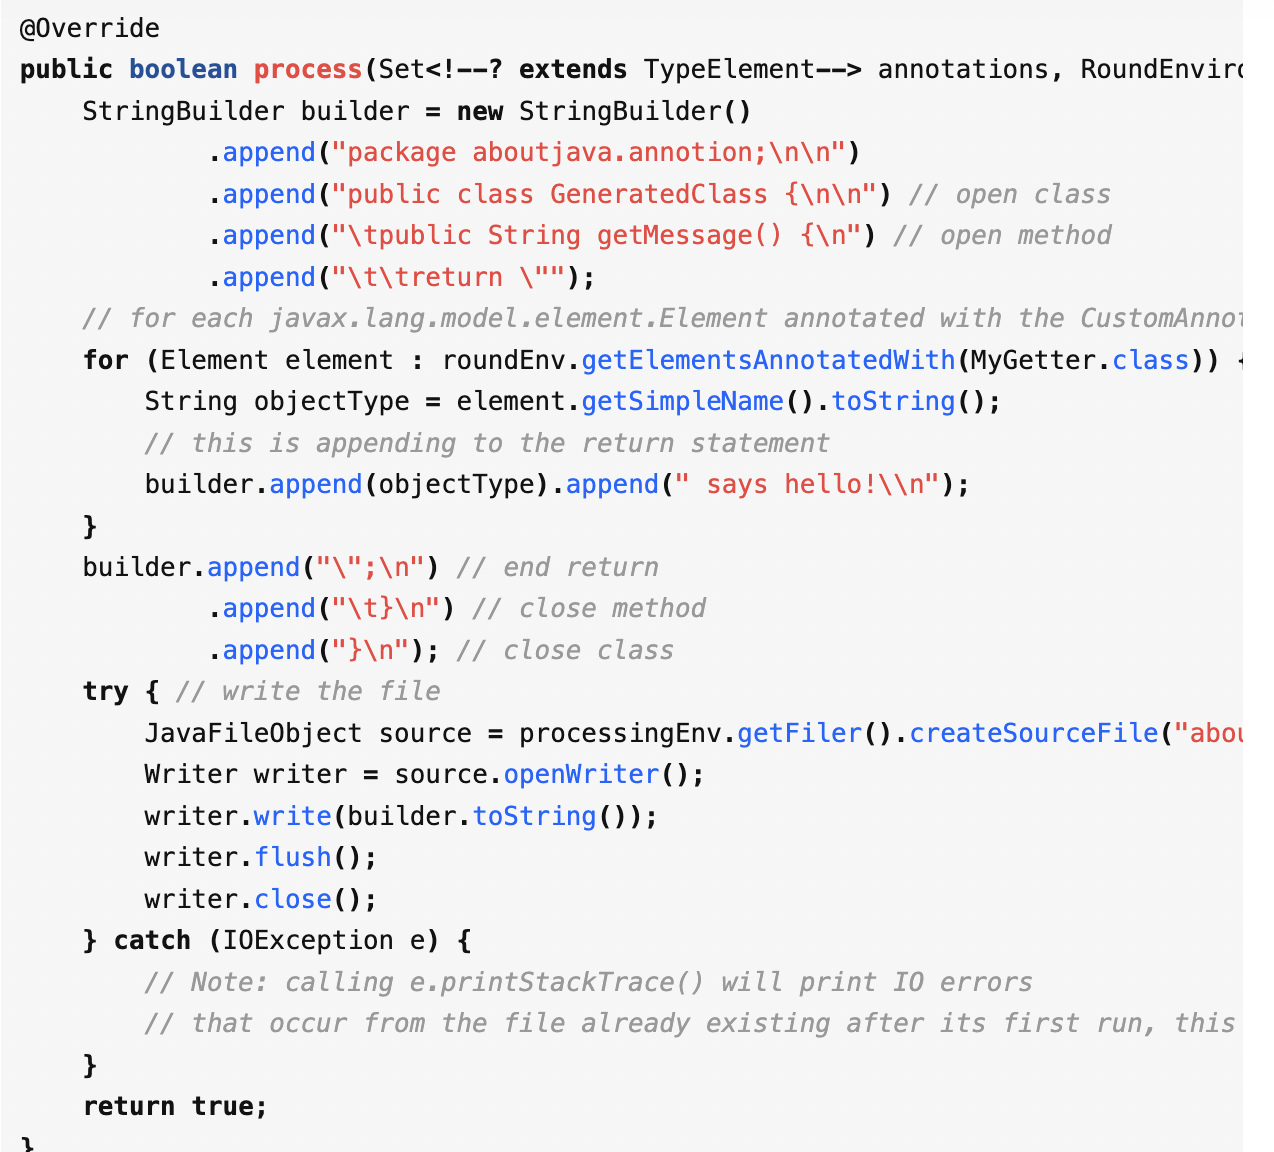 @Override
public boolean process(Set<!--? extends TypeElement--> annotations, RoundEnviro
    StringBuilder builder = new StringBuilder()
            .append("package aboutjava.annotion;\n\n")
            .append("public class GeneratedClass {\n\n") // open class
            .append("\tpublic String getMessage() {\n") // open method
            .append("\t\treturn \"");
    // for each javax.lang.model.element.Element annotated with the CustomAnnot
    for (Element element : roundEnv.getElementsAnnotatedWith(MyGetter.class)) {
        String objectType = element.getSimpleName().toString();
        // this is appending to the return statement
        builder.append(objectType).append(" says hello!\\n");
    }
    builder.append("\";\n") // end return
            .append("\t}\n") // close method
            .append("}\n"); // close class
    try { // write the file
        JavaFileObject source = processingEnv.getFiler().createSourceFile("abou
        Writer writer = source.openWriter();
        writer.write(builder.toString());
        writer.flush();
        writer.close();
    } catch (IOException e) {
        // Note: calling e.printStackTrace() will print IO errors
        // that occur from the file already existing after its first run, this
    }
    return true;
}